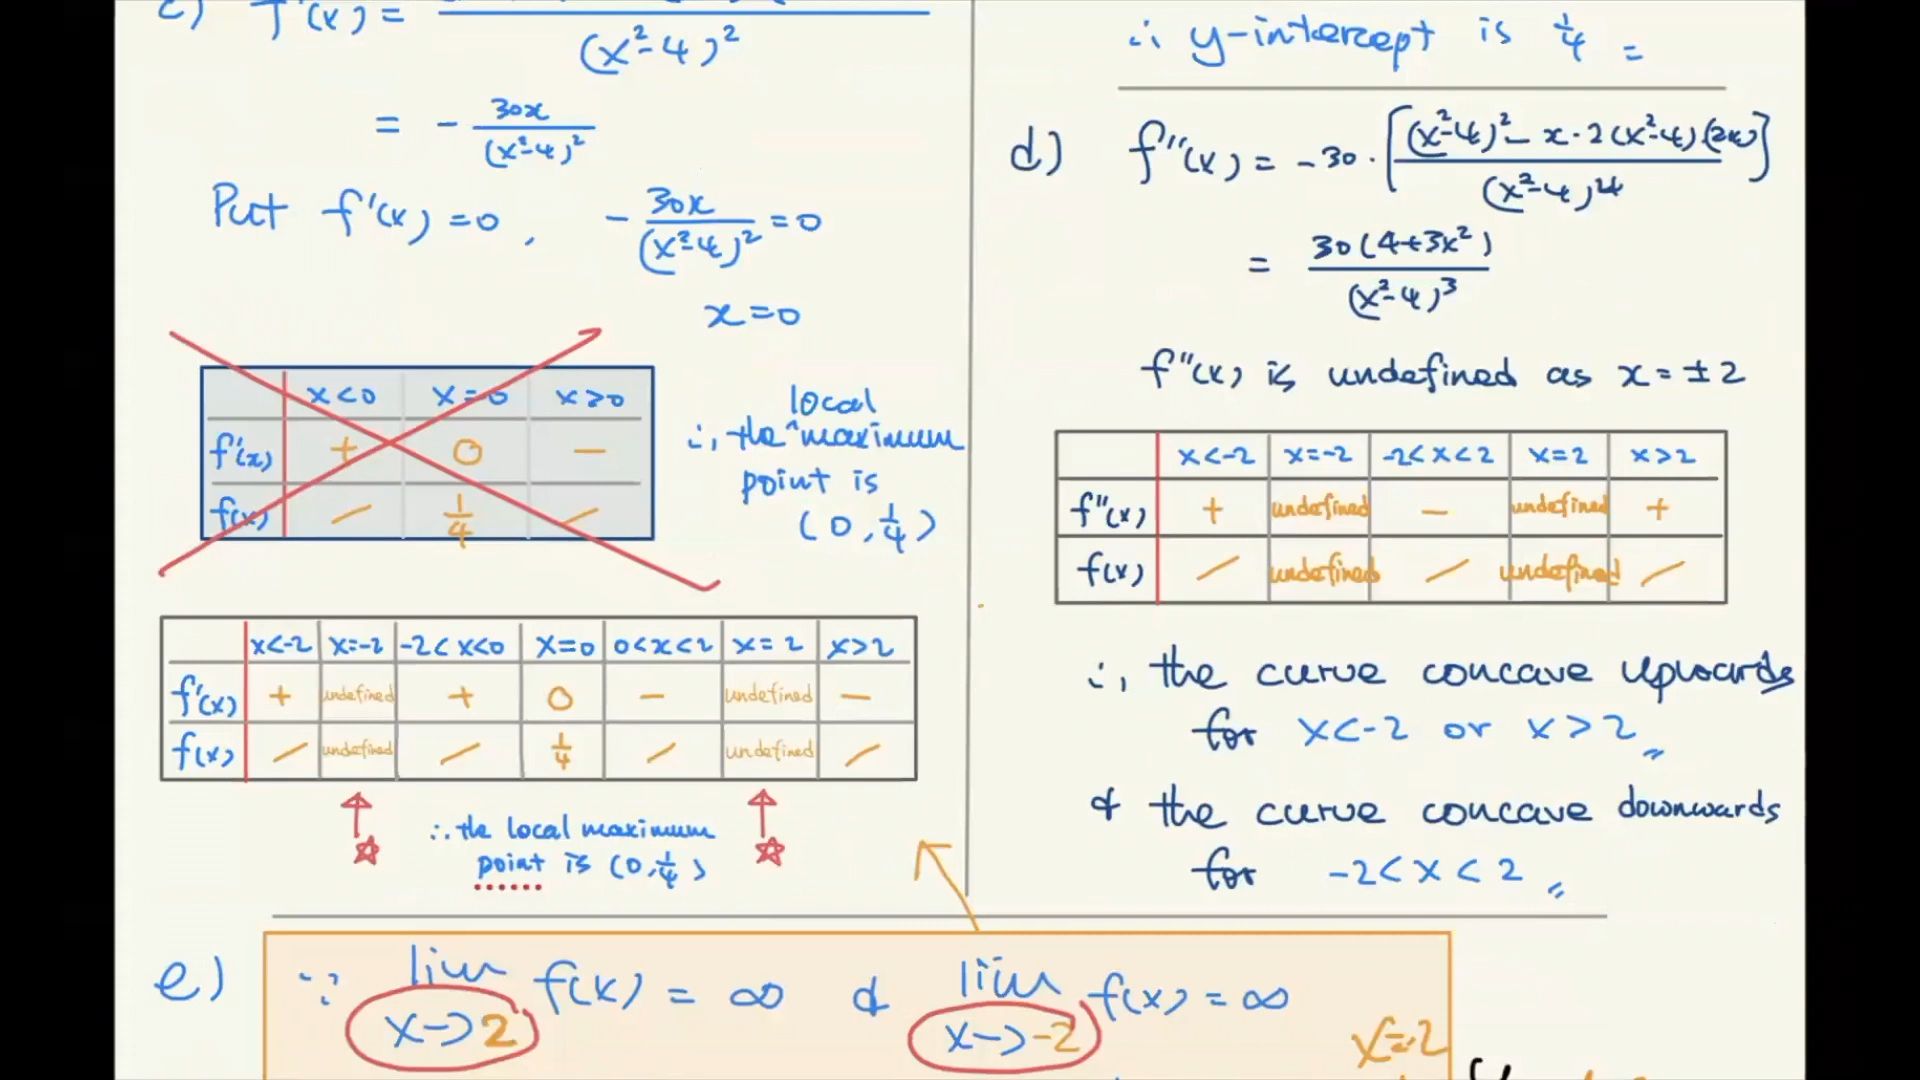 c) f'(x) =
(x²-4)²
= - 30x
(x²-4)²
Put f'(x) = 0 , - 30x = 0
(x²-4)²
x = 0
x<0 x=0 x>0
f'(x) + 0 −
f(x) / 1/4 /
local
∴ the ^ maximum
point is
(0, 1/4)
x<-2 x=-2 -2<x<0 x=0 0<x<2 x=2 x>2
f'(x) + undefined + 0 − undefined −
f(x) / undefined / 1/4 / undefined /
∴ the local maximum
point is (0, 1/4)
∴ y-intercept is 1/4
d) f''(x) = -30 · [(x²-4)² - x·2(x²-4)·(2x)]
(x²-4)⁴
= 30(4+3x²)
(x²-4)³
f''(x) is undefined as x = ±2
x<-2 x=-2 -2<x<2 x=2 x>2
f''(x) + undefined − undefined +
f(x) / undefined / undefined /
∴ the curve concave upwards
for x<-2 or x>2
& the curve concave downwards
for -2<x<2
e) ∵ lim f(x) = ∞ & lim f(x) = ∞
x→2 x→-2
x=-2